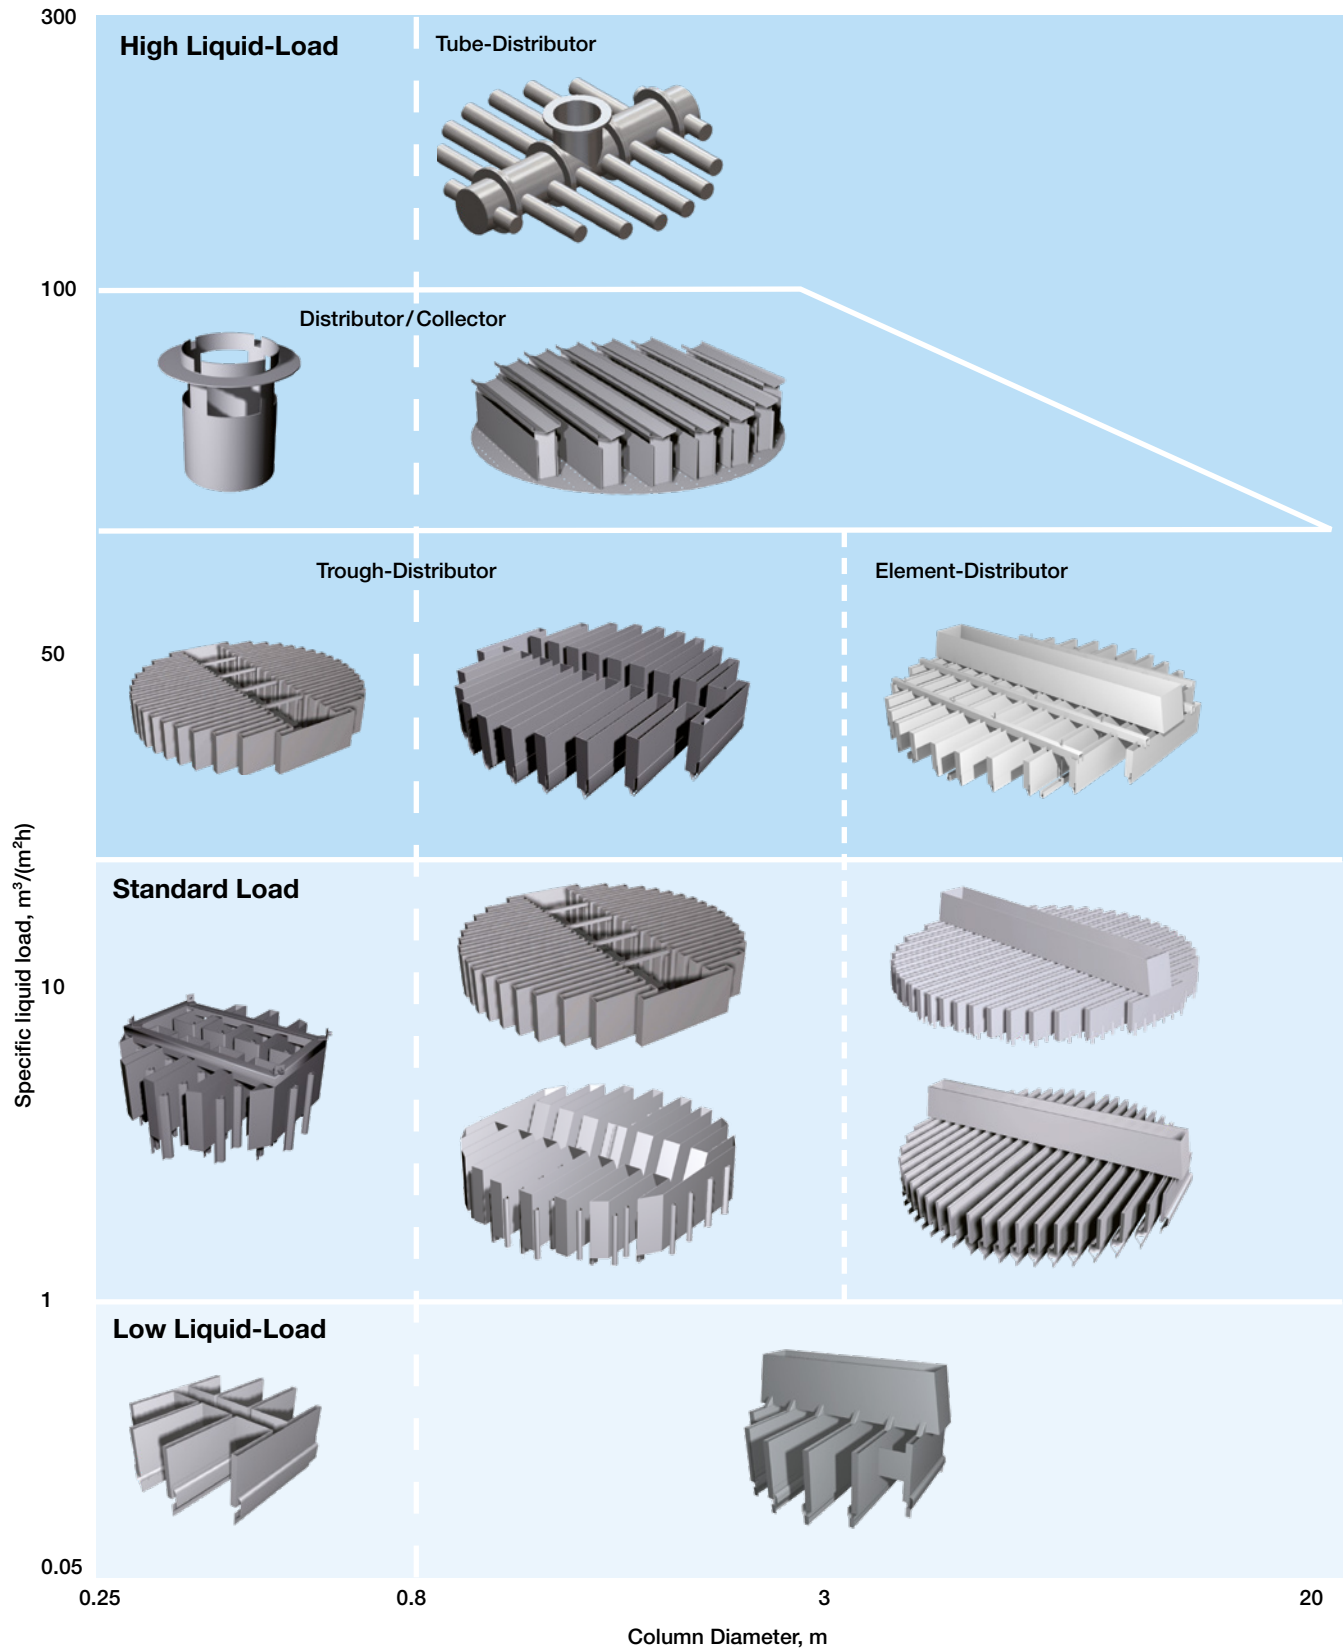 300
High Liquid-Load
Tube-Distributor
100
Distributor/Collector
Trough-Distributor
Element-Distributor
50
Specific liquid load, m³/(m²h)
Standard Load
10
1
Low Liquid-Load
0.05
0.25
0.8
3
20
Column Diameter, m